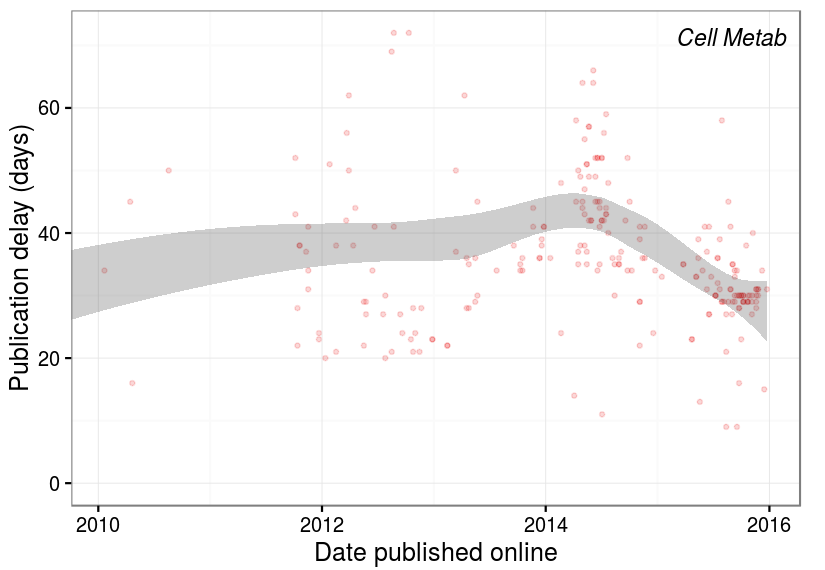 Cell Metab
Publication delay (days)
60
40
20
0
2010 2012 2014 2016
Date published online